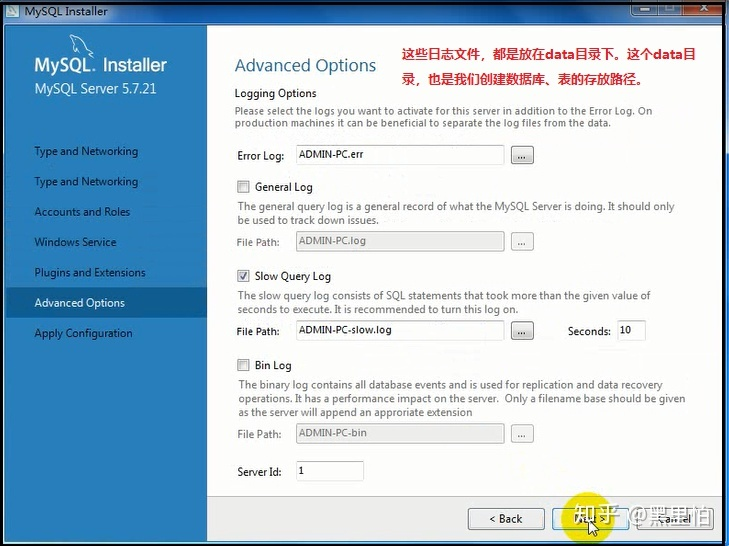 MySQL Installer
MySQL. Installer
MySQL Server 5.7.21
Type and Networking
Type and Networking
Accounts and Roles
Windows Service
Plugins and Extensions
Advanced Options
Apply Configuration
这些日志文件，都是放在data目录下。这个data目
录，也是我们创建数据库、表的存放路径。
Advanced Options
Logging Options
Please select the logs you want to activate for this server in addition to the Error Log. On
production machines it can be beneficial to separate the log files from the data.
Error Log: ADMIN-PC.err ...
General Log
The general query log is a general record of what the MySQL Server is doing. It should only
be used to track down issues.
File Path: ADMIN-PC.log ...
Slow Query Log
The slow query log consists of SQL statements that took more than the given value of
seconds to execute. It is recommended to turn this log on.
File Path: ADMIN-PC-slow.log ... Seconds: 10
Bin Log
The binary log contains all database events and is used for replication and data recovery
operations. It has a performance impact on the server. Only a filename base should be given
as the server will append an approriate extension
File Path: ADMIN-PC-bin ...
Server Id: 1
< Back Next > Cancel
知乎 @黑里怕